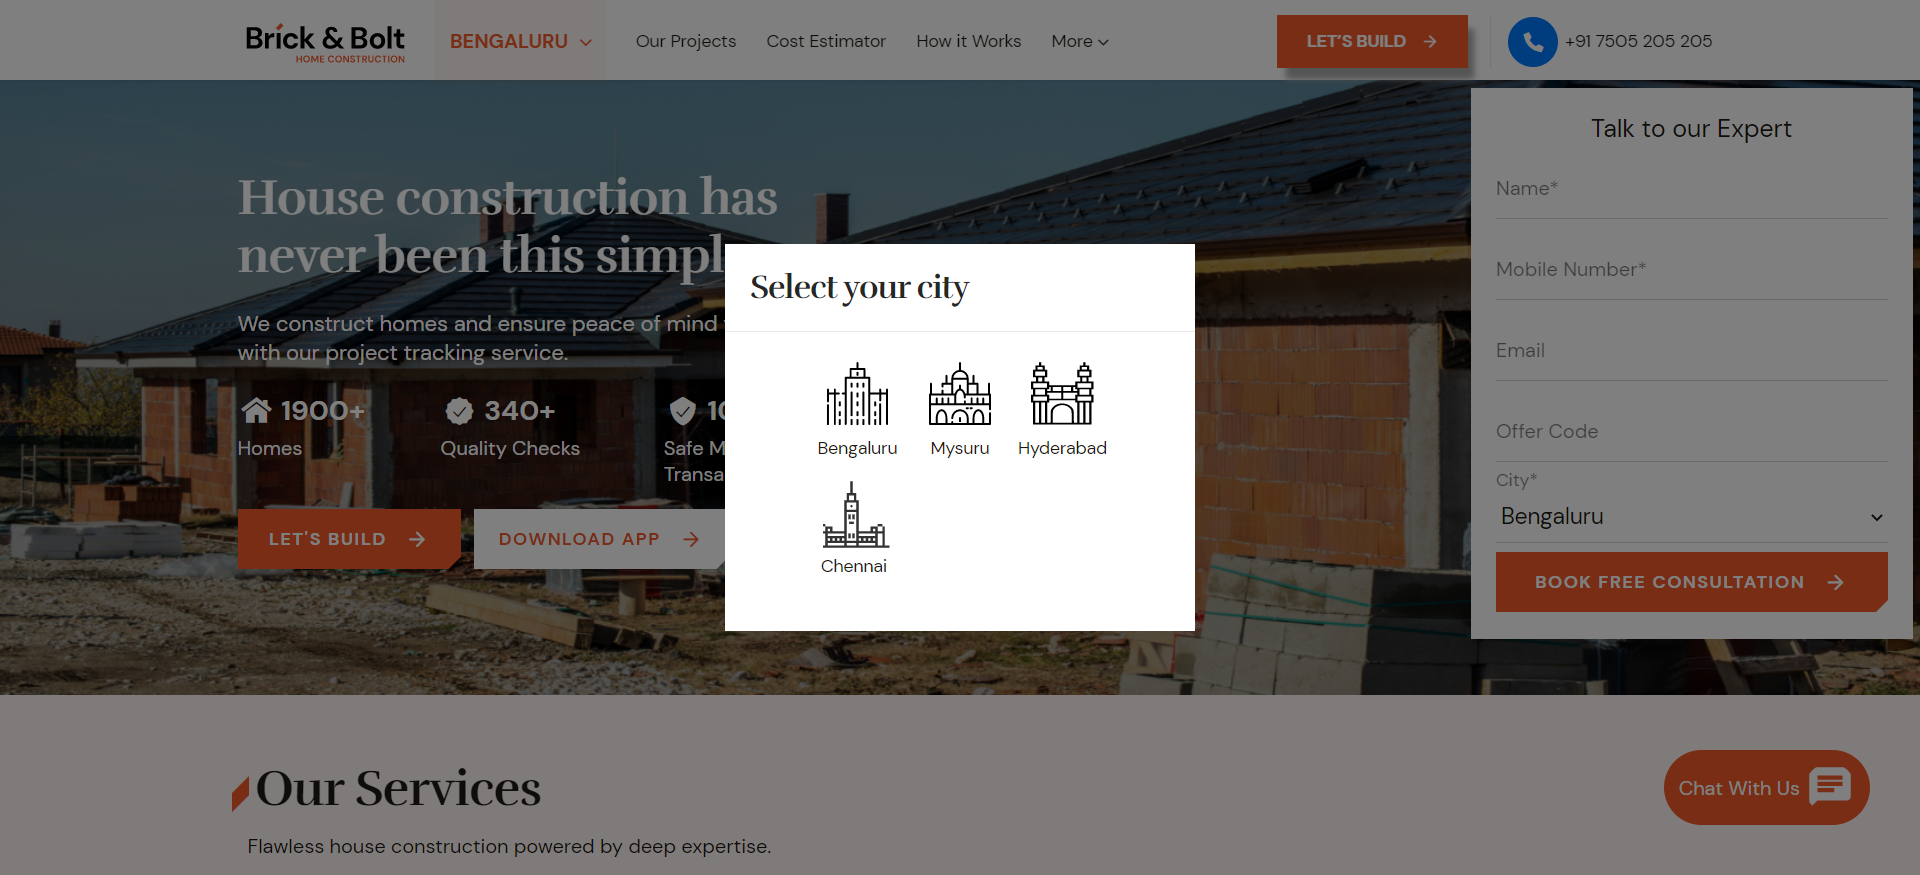 Brick & Bolt
HOME CONSTRUCTION
BENGALURU
Our Projects
Cost Estimator
How it Works
More
LET'S BUILD
+91 7505 205 205
House construction has
never been this simpl
We construct homes and ensure peace of mind
with our project tracking service.
1900+
Homes
340+
Quality Checks
10
Safe M
Transa
LET'S BUILD
DOWNLOAD APP
Select your city
Bengaluru
Mysuru
Hyderabad
Chennai
Talk to our Expert
Name*
Mobile Number*
Email
Offer Code
City*
Bengaluru
BOOK FREE CONSULTATION
Our Services
Flawless house construction powered by deep expertise.
Chat With Us